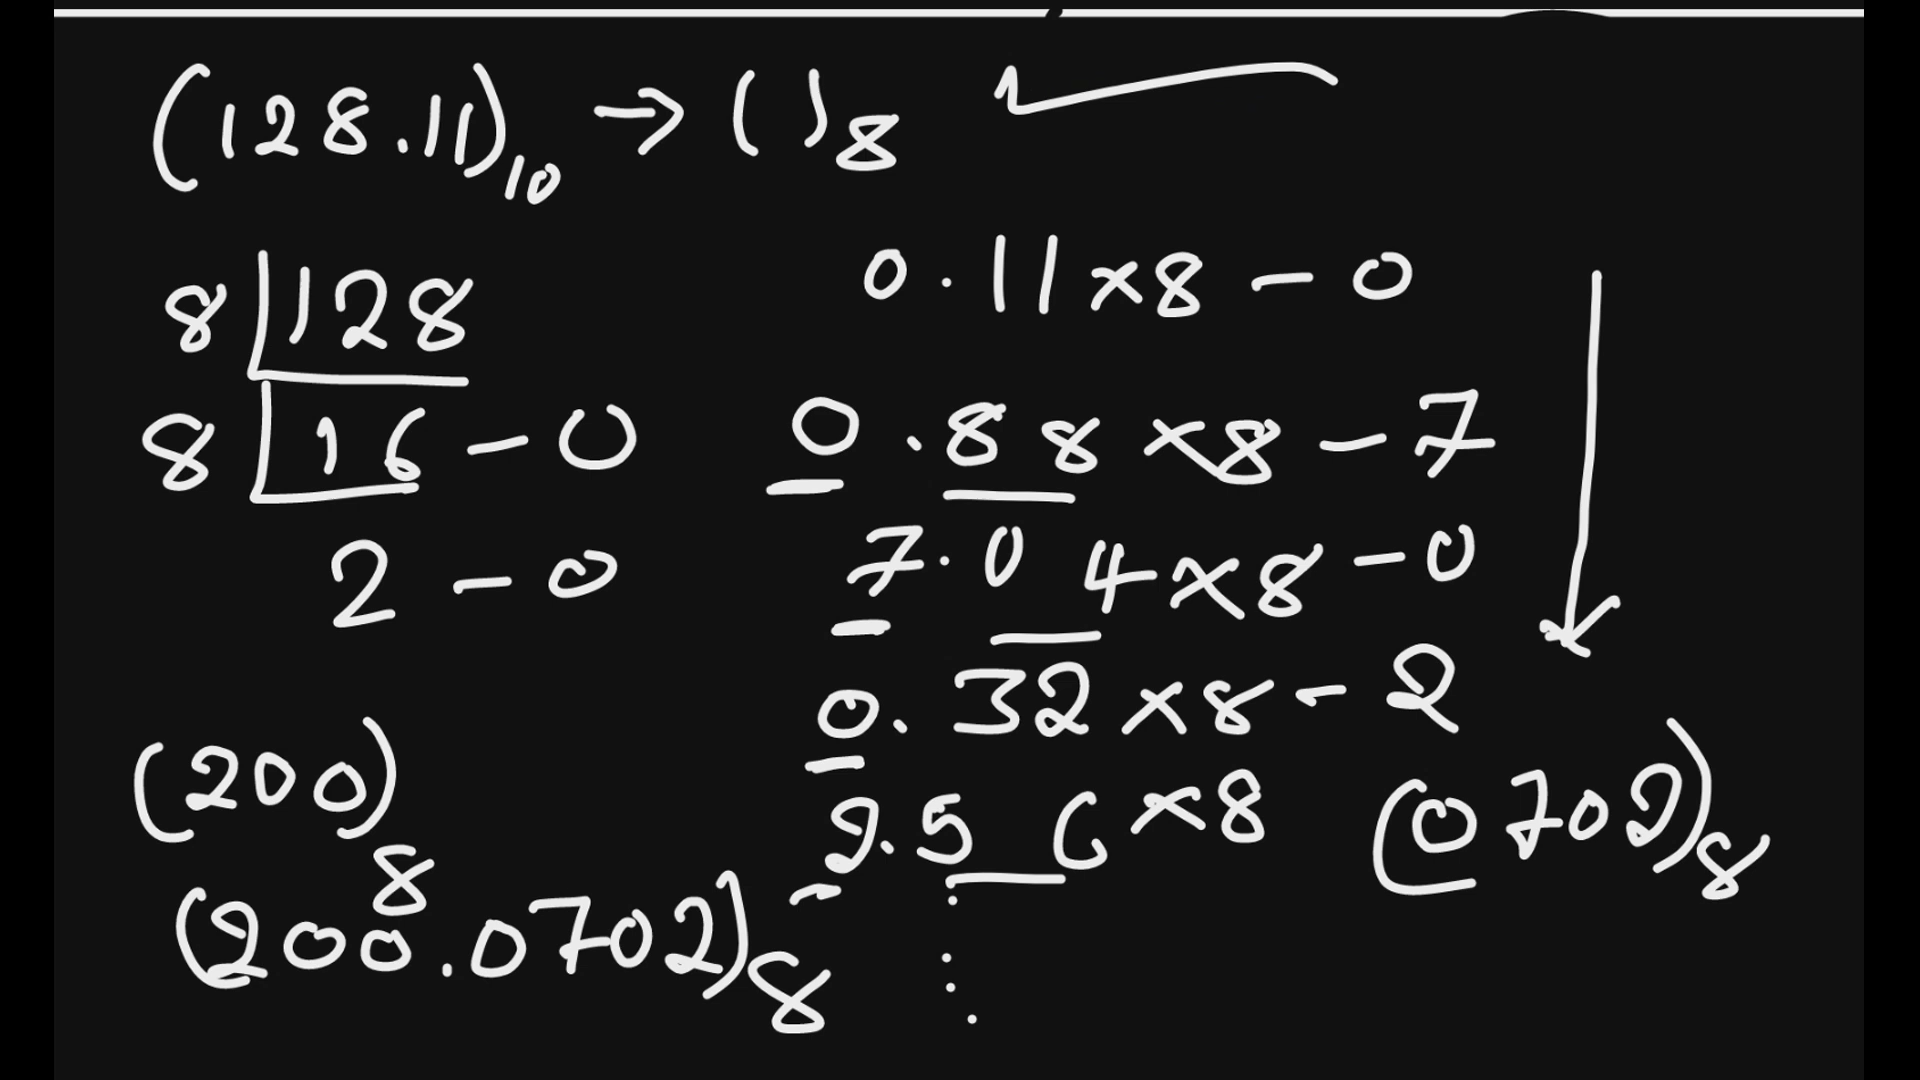 (128.11)10 → ( )8
8 128
8 16 - 0
2 - 0
(200)8
(200.0702)8
0.11×8 - 0
0.88×8 - 7
7.04×8 - 0
0.32×8 - 2
2.56×8
(0702)8